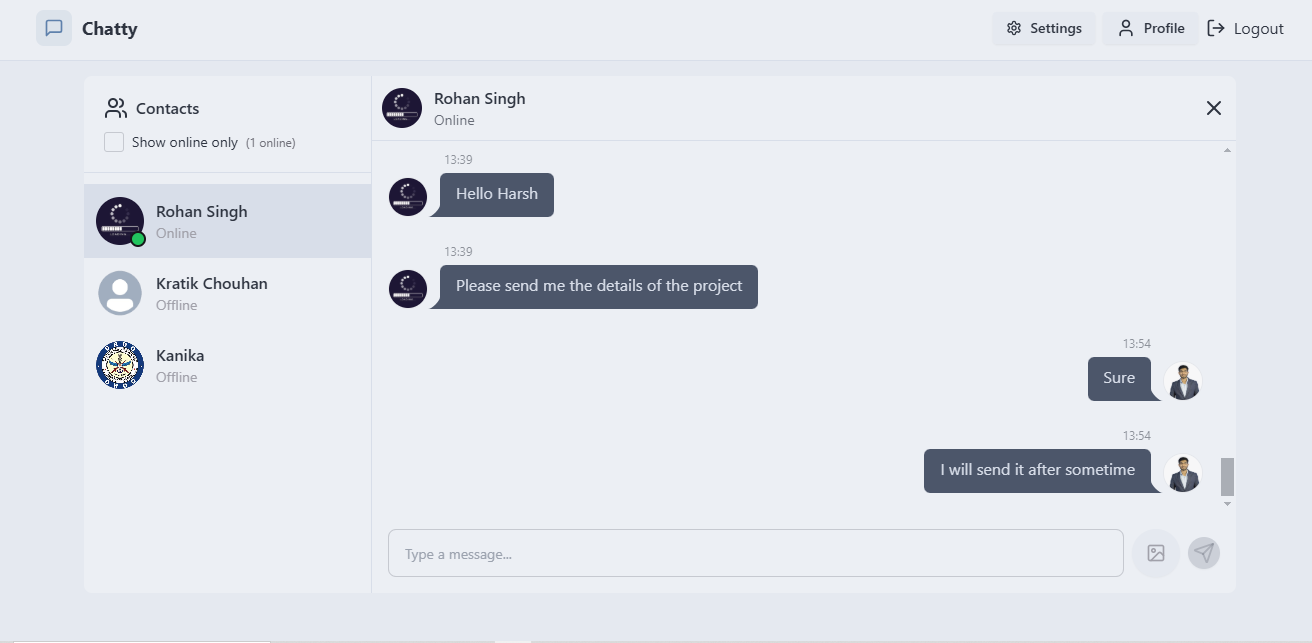 Chatty
Settings
Profile
Logout
Contacts
Show online only (1 online)
Rohan Singh
Online
Kratik Chouhan
Offline
Kanika
Offline
Rohan Singh
Online
13:39
Hello Harsh
13:39
Please send me the details of the project
13:54
Sure
13:54
I will send it after sometime
Type a message...